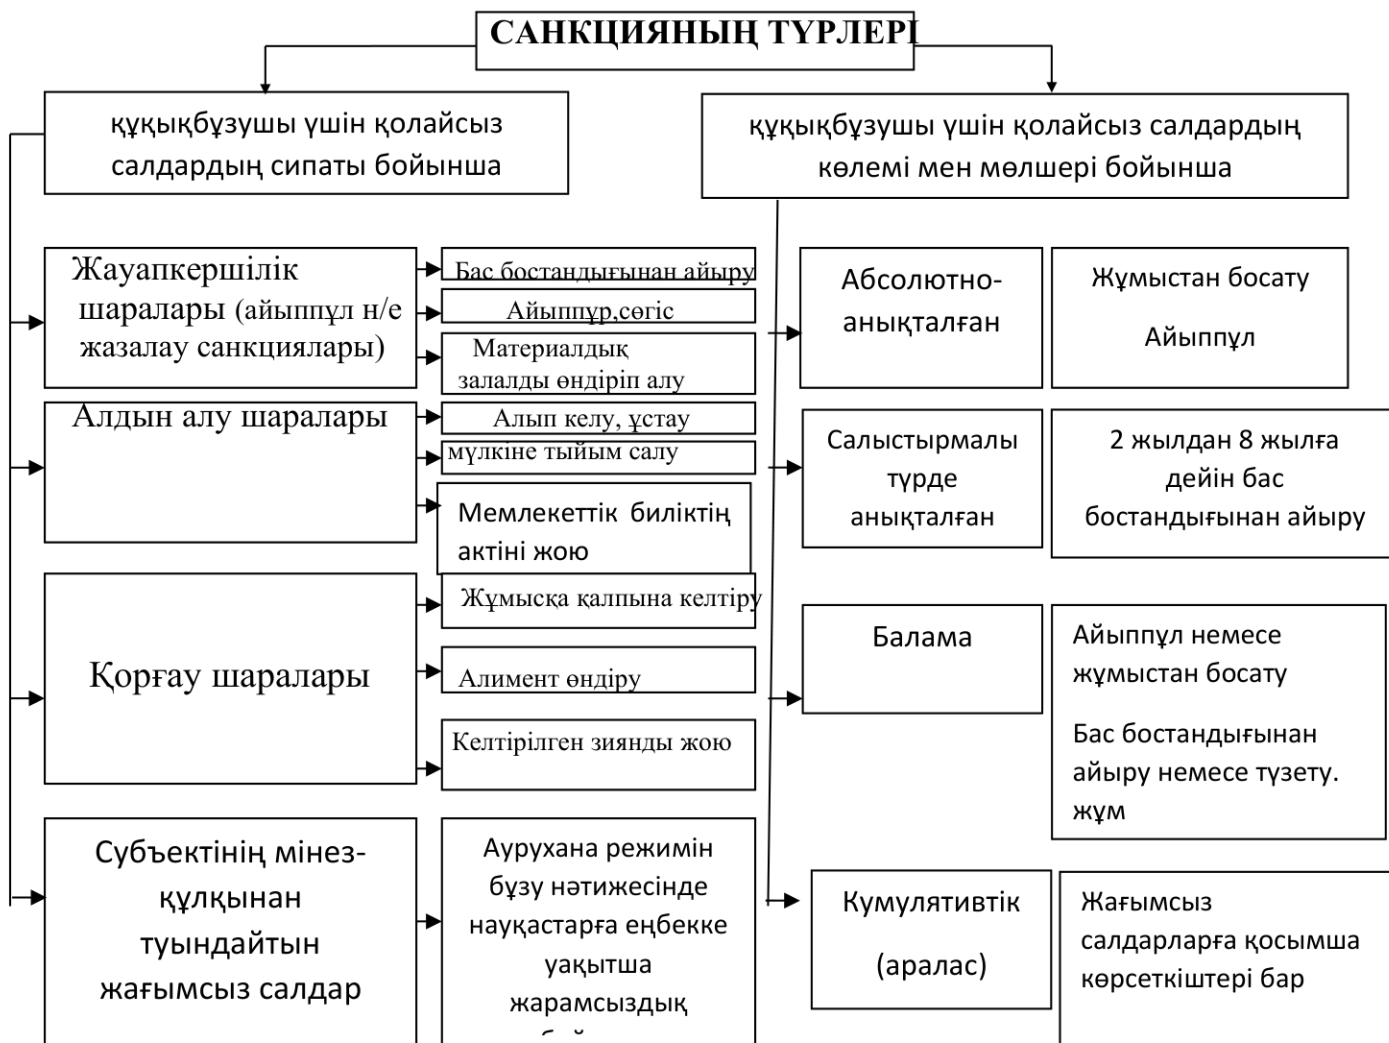 САНКЦИЯНЫҢ ТҮРЛЕРІ
құқықбұзушы үшін қолайсыз
салдардың сипаты бойынша
құқықбұзушы үшін қолайсыз салдардың
көлемі мен мөлшері бойынша
Жауапкершілік
шаралары (айыппұл н/е
жазалау санкциялары)
Бас бостандығынан айыру
Айыппұр,сөгіс
Материалдық
залалды өндіріп алу
Абсолютно-
анықталған
Жұмыстан босату
Айыппұл
Алдын алу шаралары
Алып келу, ұстау
мүлкіне тыйым салу
Мемлекеттік биліктің
актіні жою
Салыстырмалы
түрде
анықталған
2 жылдан 8 жылға
дейін бас
бостандығынан айыру
Қорғау шаралары
Жұмысқа қалпына келтіру
Алимент өндіру
Келтірілген зиянды жою
Балама
Айыппұл немесе
жұмыстан босату
Бас бостандығынан
айыру немесе түзету.
жұм
Субъектінің мінез-
құлқынан
туындайтын
жағымсыз салдар
Аурухана режимін
бұзу нәтижесінде
науқастарға еңбекке
уақытша
жарамсыздық
Кумулятивтік
(аралас)
Жағымсыз
салдарларға қосымша
көрсеткіштері бар